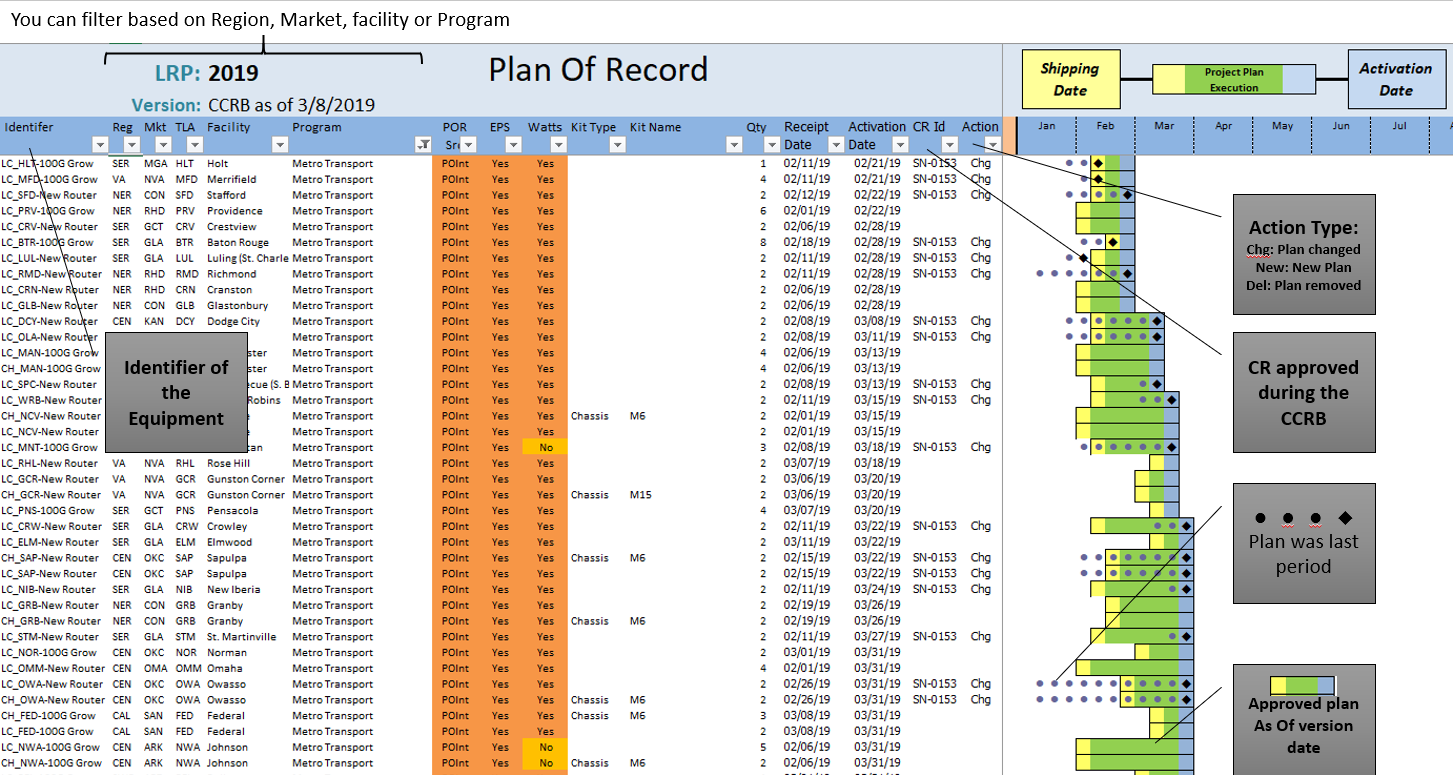 You can filter based on Region, Market, facility or Program
LRP: 2019
Plan Of Record
Version: CCRB as of 3/8/2019
Shipping
Date
Project Plan
Execution
Activation
Date
Identifer Reg Mkt TLA Facility Program POR EPS Watts Kit Type Kit Name Qty Receipt Activation CR Id Action Jan Feb Mar Apr May Jun Jul A
Src Date Date
LC_HLT-100G Grow SER MGA HLT Holt Metro Transport POInt Yes Yes 1 02/11/19 02/21/19 SN-0153 Chg
LC_MFD-100G Grow VA NVA MFD Merrifield Metro Transport POInt Yes Yes 4 02/11/19 02/21/19 SN-0153 Chg
LC_SFD-New Router NER CON SFD Stafford Metro Transport POInt Yes Yes 2 02/12/19 02/22/19 SN-0153 Chg
LC_PRV-100G Grow NER RHD PRV Providence Metro Transport POInt Yes Yes 6 02/01/19 02/22/19
LC_CRV-New Router SER GCT CRV Crestview Metro Transport POInt Yes Yes 2 02/06/19 02/28/19
LC_BTR-100G Grow SER GLA BTR Baton Rouge Metro Transport POInt Yes Yes 8 02/18/19 02/28/19 SN-0153 Chg
LC_LUL-New Router SER GLA LUL Luling (St. Charle Metro Transport POInt Yes Yes 2 02/11/19 02/28/19 SN-0153 Chg
LC_RMD-New Router NER RHD RMD Richmond Metro Transport POInt Yes Yes 2 02/11/19 02/28/19 SN-0153 Chg
LC_CRN-New Router NER RHD CRN Cranston Metro Transport POInt Yes Yes 2 02/06/19 02/28/19
LC_GLB-New Router NER CON GLB Glastonbury Metro Transport POInt Yes Yes 2 02/06/19 02/28/19
LC_DCY-New Router CEN KAN DCY Dodge City Metro Transport POInt Yes Yes 2 02/08/19 03/08/19 SN-0153 Chg
LC_OLA-New Router Metro Transport POInt Yes Yes 2 02/08/19 03/11/19 SN-0153 Chg
LC_MAN-100G Grow ster Metro Transport POInt Yes Yes 4 02/06/19 03/13/19
CH_MAN-100G Grow ster Metro Transport POInt Yes Yes 4 02/06/19 03/13/19
LC_SPC-New Router cue (S. B Metro Transport POInt Yes Yes 2 02/08/19 03/13/19 SN-0153 Chg
LC_WRB-New Router Robins Metro Transport POInt Yes Yes 2 02/11/19 03/15/19 SN-0153 Chg
CH_NCV-New Router e Metro Transport POInt Yes Yes Chassis M6 2 02/01/19 03/15/19
LC_NCV-New Router e Metro Transport POInt Yes Yes 2 02/01/19 03/15/19
LC_MNT-100G Grow can Metro Transport POInt Yes No 3 02/08/19 03/18/19 SN-0153 Chg
LC_RHL-New Router VA NVA RHL Rose Hill Metro Transport POInt Yes Yes 2 03/07/19 03/18/19
LC_GCR-New Router VA NVA GCR Gunston Corner Metro Transport POInt Yes Yes 2 03/06/19 03/20/19
CH_GCR-New Router VA NVA GCR Gunston Corner Metro Transport POInt Yes Yes Chassis M15 2 03/06/19 03/20/19
LC_PNS-100G Grow SER GCT PNS Pensacola Metro Transport POInt Yes Yes 4 03/07/19 03/20/19
LC_CRW-New Router SER GLA CRW Crowley Metro Transport POInt Yes Yes 2 02/11/19 03/22/19 SN-0153 Chg
LC_ELM-New Router SER GLA ELM Elmwood Metro Transport POInt Yes Yes 2 03/11/19 03/22/19
CH_SAP-New Router CEN OKC SAP Sapulpa Metro Transport POInt Yes Yes Chassis M6 2 02/15/19 03/22/19 SN-0153 Chg
LC_SAP-New Router CEN OKC SAP Sapulpa Metro Transport POInt Yes Yes 2 02/15/19 03/22/19 SN-0153 Chg
LC_NIB-New Router SER GLA NIB New Iberia Metro Transport POInt Yes Yes 2 02/11/19 03/24/19 SN-0153 Chg
LC_GRB-New Router NER CON GRB Granby Metro Transport POInt Yes Yes 2 02/19/19 03/26/19
CH_GRB-New Router NER CON GRB Granby Metro Transport POInt Yes Yes Chassis M6 2 02/19/19 03/26/19
LC_STM-New Router SER GLA STM St. Martinville Metro Transport POInt Yes Yes 2 02/11/19 03/27/19 SN-0153 Chg
LC_NOR-100G Grow CEN OKC NOR Norman Metro Transport POInt Yes Yes 2 03/01/19 03/31/19
LC_OMM-New Router CEN OMA OMM Omaha Metro Transport POInt Yes Yes 4 02/01/19 03/31/19
LC_OWA-New Router CEN OKC OWA Owasso Metro Transport POInt Yes Yes 2 02/26/19 03/31/19 SN-0153 Chg
CH_OWA-New Router CEN OKC OWA Owasso Metro Transport POInt Yes Yes Chassis M6 2 02/26/19 03/31/19 SN-0153 Chg
CH_FED-100G Grow CAL SAN FED Federal Metro Transport POInt Yes Yes Chassis M6 3 03/08/19 03/31/19
LC_FED-100G Grow CAL SAN FED Federal Metro Transport POInt Yes Yes 2 03/08/19 03/31/19
LC_NWA-100G Grow CEN ARK NWA Johnson Metro Transport POInt Yes No 5 02/06/19 03/31/19
CH_NWA-100G Grow CEN ARK NWA Johnson Metro Transport POInt Yes No Chassis M6 2 02/06/19 03/31/19
Identifier of
the
Equipment
Action Type:
Chg: Plan changed
New: New Plan
Del: Plan removed
CR approved
during the
CCRB
Plan was last
period
Approved plan
As Of version
date